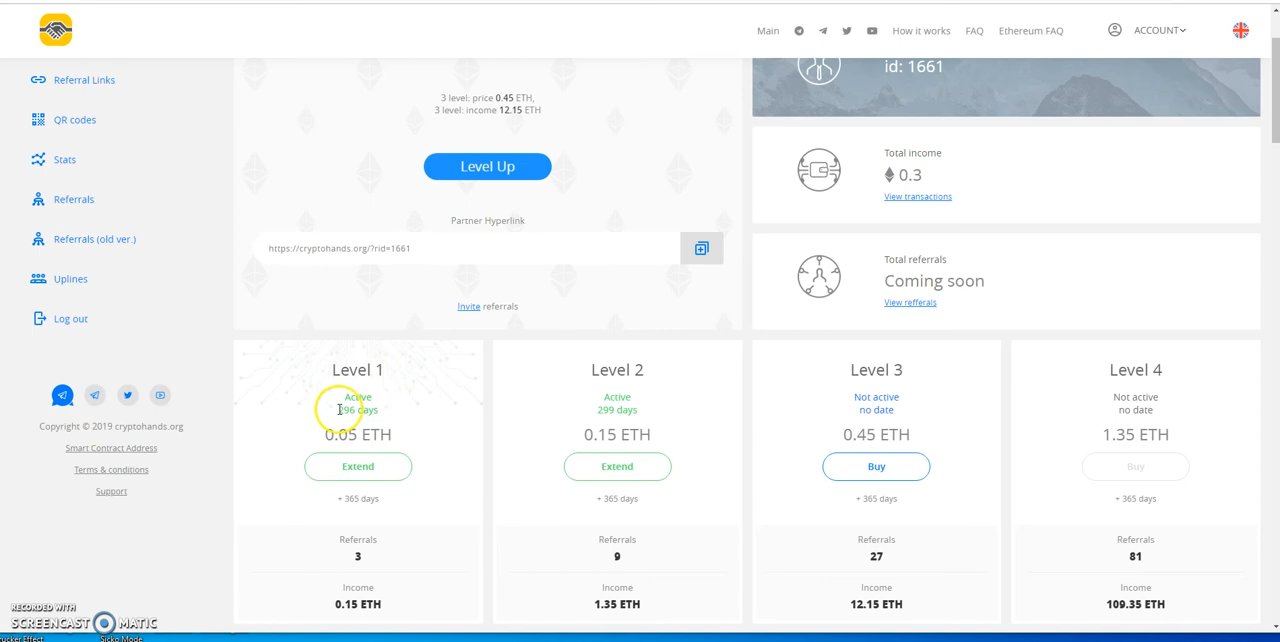 Main
How it works
FAQ
Ethereum FAQ
ACCOUNT
Referral Links
QR codes
Stats
Referrals
Referrals (old ver.)
Uplines
Log out
Copyright © 2019 cryptohands.org
Smart Contract Address
Terms & conditions
Support
3 level: price 0.45 ETH,
3 level: income 12.15 ETH
Level Up
Partner Hyperlink
https://cryptohands.org/?rid=1661
Invite referrals
id: 1661
Total income
0.3
View transactions
Total referrals
Coming soon
View refferals
Level 1
Active
296 days
0.05 ETH
Extend
+ 365 days
Referrals
3
Income
0.15 ETH
Level 2
Active
299 days
0.15 ETH
Extend
+ 365 days
Referrals
9
Income
1.35 ETH
Level 3
Not active
no date
0.45 ETH
Buy
+ 365 days
Referrals
27
Income
12.15 ETH
Level 4
Not active
no date
1.35 ETH
Buy
+ 365 days
Referrals
81
Income
109.35 ETH
RECORDED WITH
SCREENCAST MATIC
Sicko Mode